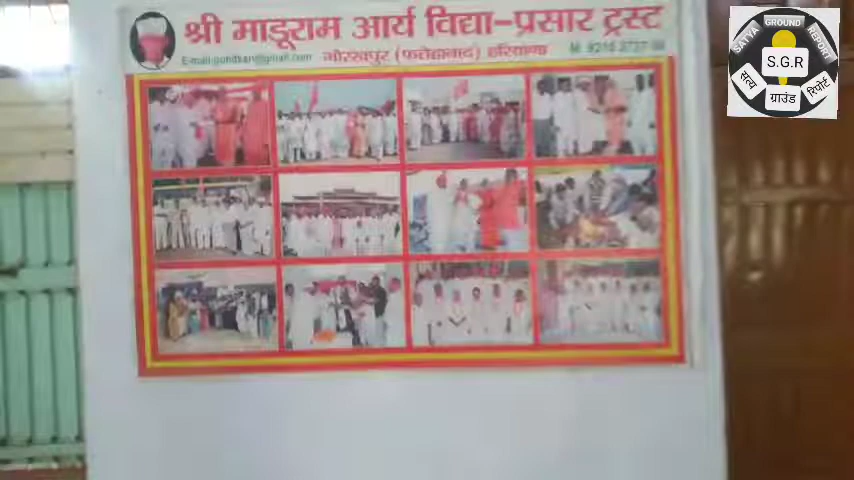 श्री माडूराम आर्य विद्या-प्रसार ट्रस्ट
गोरखपुर (फतेहाबाद) हरियाणा
SATYA GROUND REPORT
S.G.R
सत्य ग्राउंड रिपोर्ट